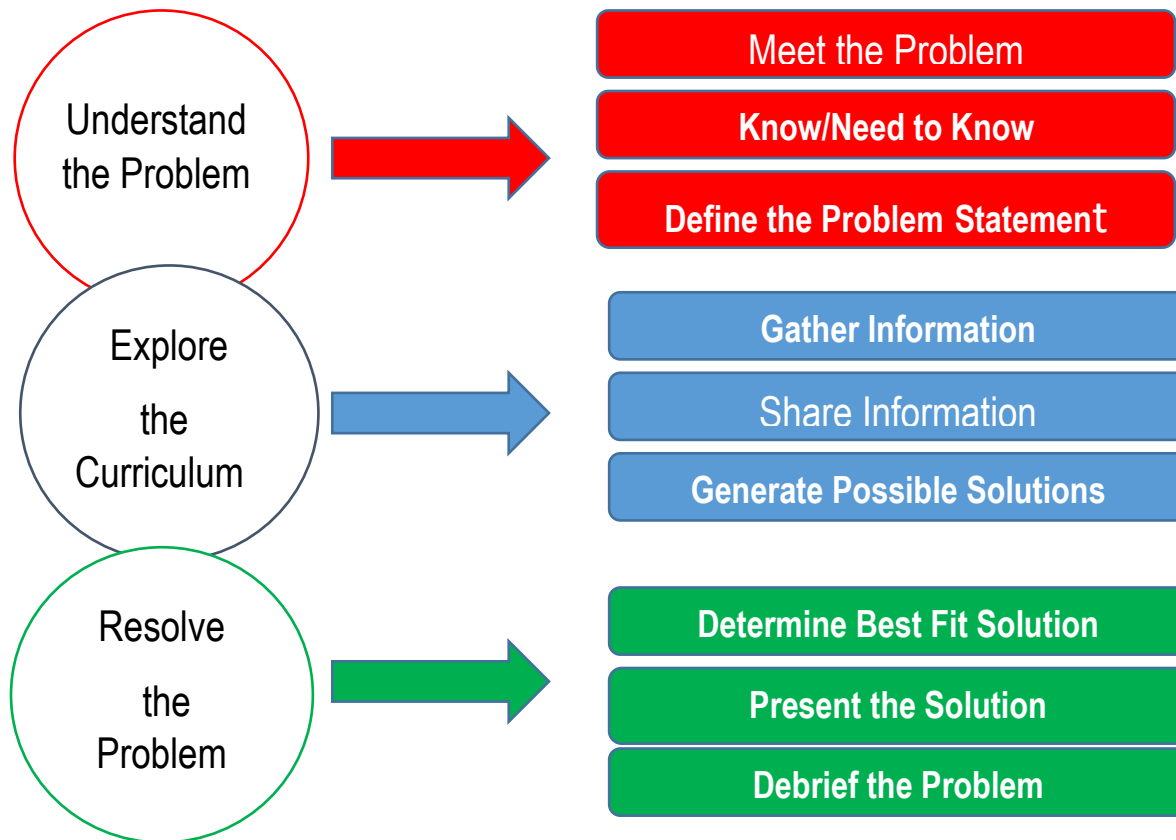 Understand
the Problem
Meet the Problem
Know/Need to Know
Define the Problem Statement
Explore
the
Curriculum
Gather Information
Share Information
Generate Possible Solutions
Resolve
the
Problem
Determine Best Fit Solution
Present the Solution
Debrief the Problem